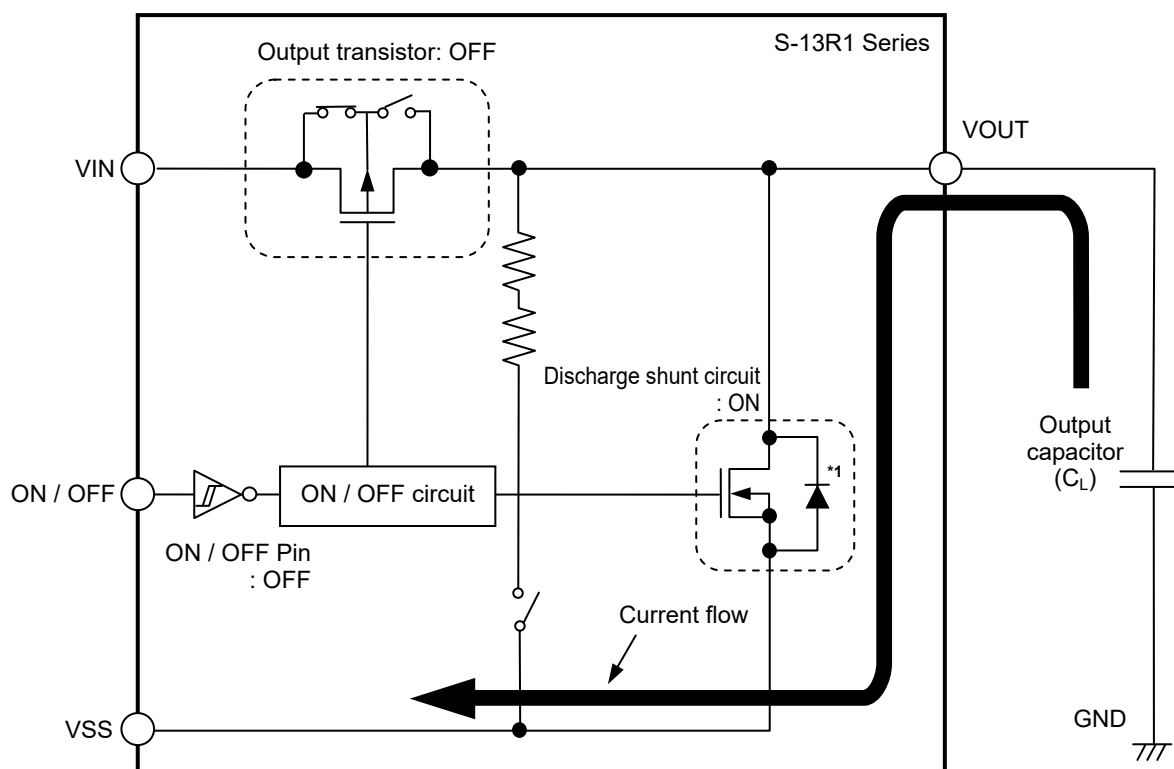 S-13R1 Series
Output transistor: OFF
VOUT
VIN
Discharge shunt circuit
: ON
*1
Output
capacitor
(CL)
ON / OFF
ON / OFF circuit
ON / OFF Pin
: OFF
Current flow
VSS
GND